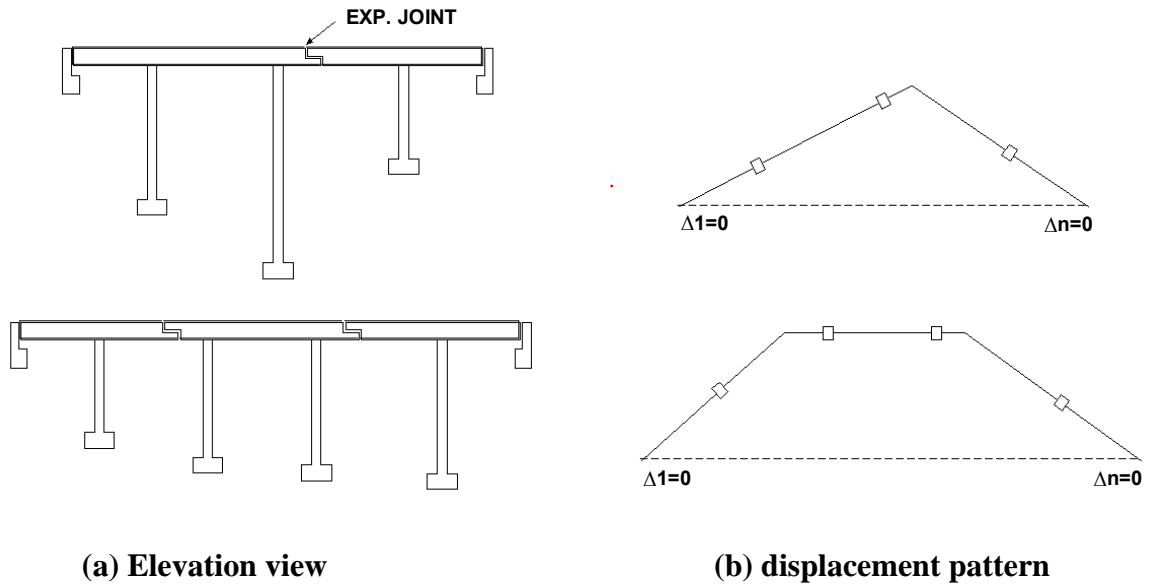 EXP. JOINT
Δ1=0
Δn=0
Δ1=0
Δn=0
(a) Elevation view
(b) displacement pattern